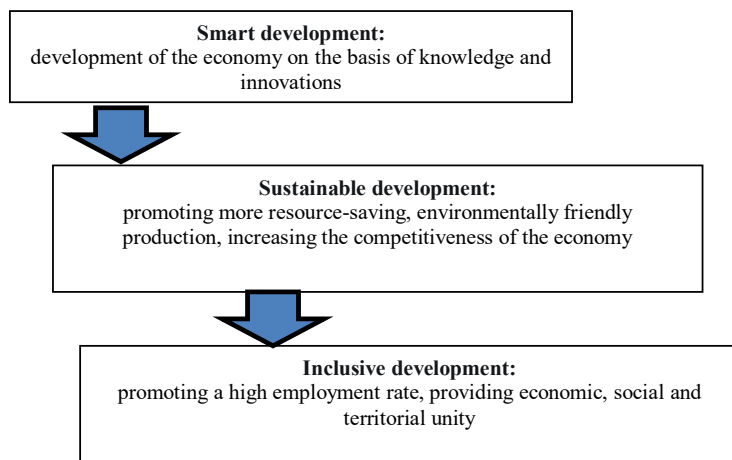 Smart development:
development of the economy on the basis of knowledge and
innovations
Sustainable development:
promoting more resource-saving, environmentally friendly
production, increasing the competitiveness of the economy
Inclusive development:
promoting a high employment rate, providing economic, social and
territorial unity